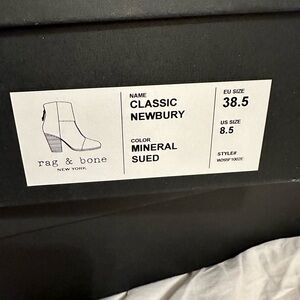 rag & bone
NEW YORK
NAME
CLASSIC
NEWBURY
COLOR
MINERAL
SUED
EU SIZE
38.5
US SIZE
8.5
STYLE#